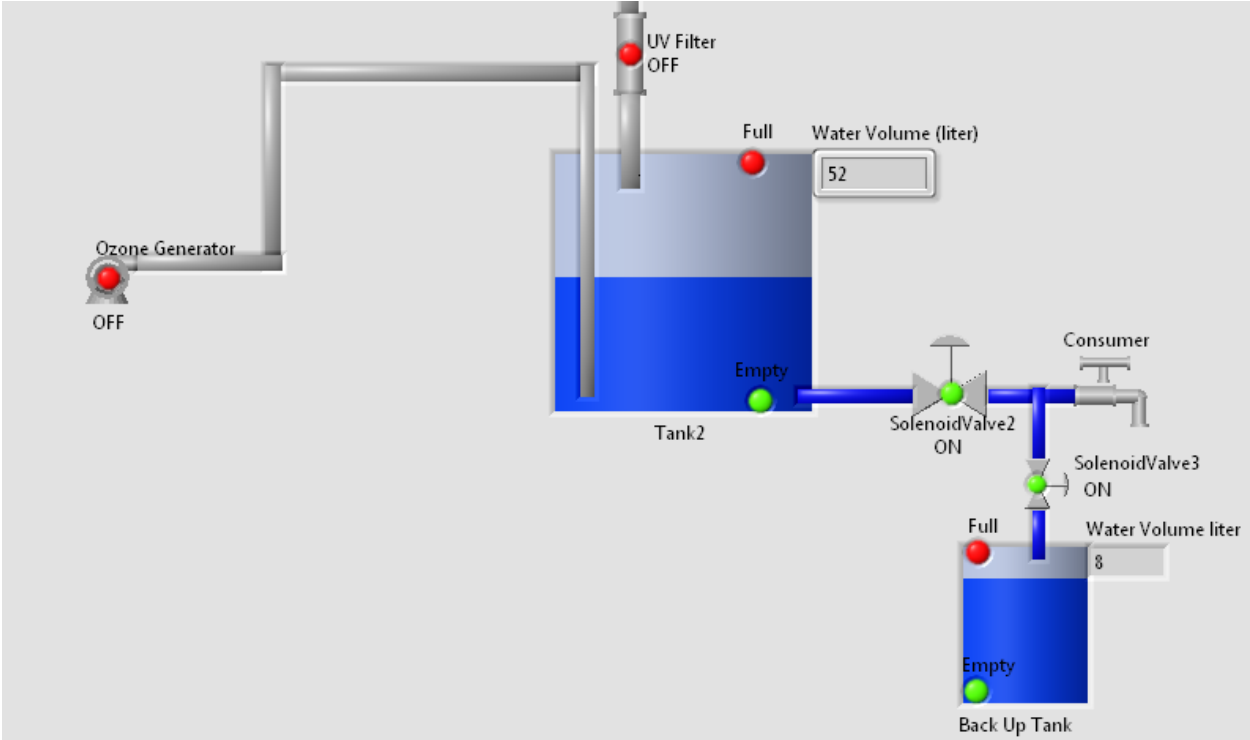 UV Filter
OFF
Full
Water Volume (liter)
52
Ozone Generator
OFF
Empty
Tank2
Consumer
SolenoidValve2
ON
SolenoidValve3
ON
Full
Water Volume liter
8
Empty
Back Up Tank